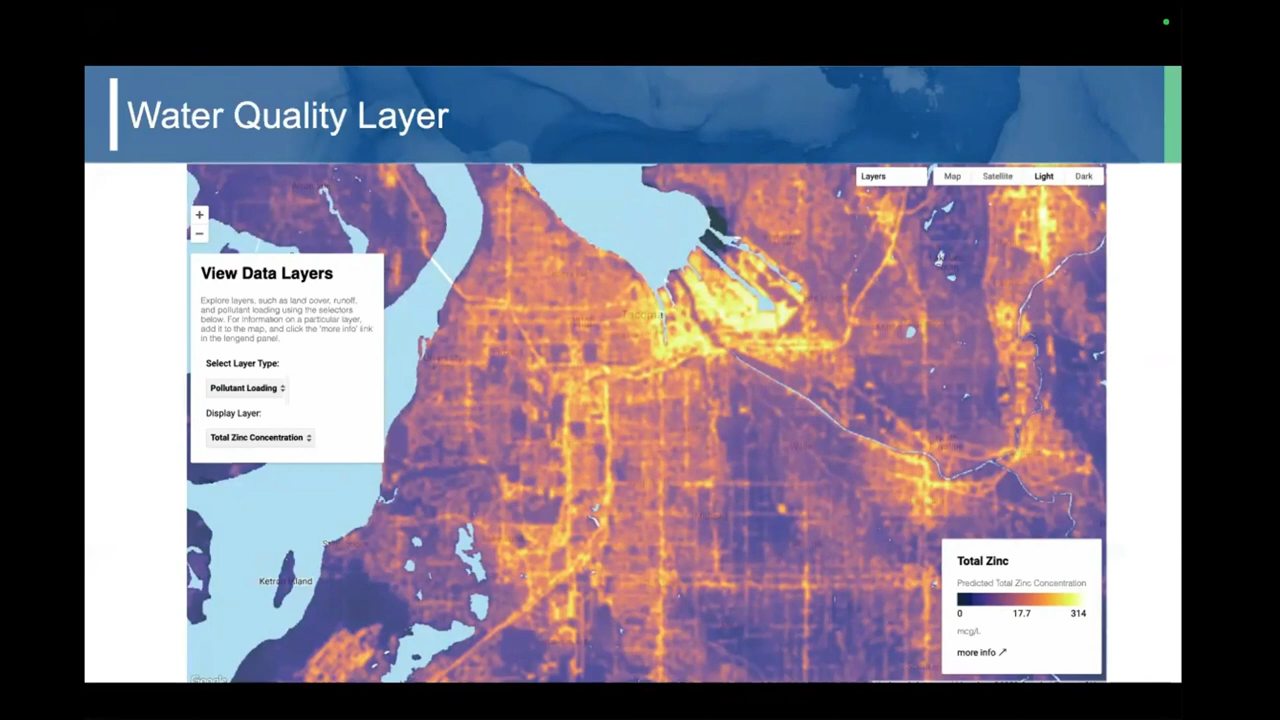 Water Quality Layer
Layers
Map Satellite Light Dark
+
−
View Data Layers
Explore layers, such as land cover, runoff,
and pollutant loading using the selectors
below. For information on a particular layer,
add it to the map, and click the 'more info' link
in the lengend panel.
Select Layer Type:
Pollutant Loading
Display Layer:
Total Zinc Concentration
Tacoma
Ketron Island
Google
Total Zinc
Predicted Total Zinc Concentration
0 17.7 314
mcg/L
more info